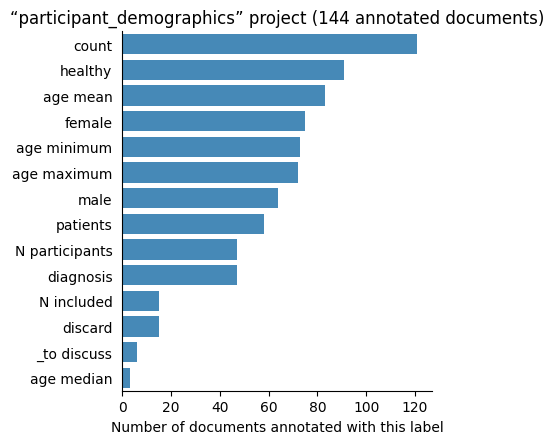 “participant_demographics” project (144 annotated documents)
count
healthy
age mean
female
age minimum
age maximum
male
patients
N participants
diagnosis
N included
discard
_to discuss
age median
0 20 40 60 80 100 120
Number of documents annotated with this label